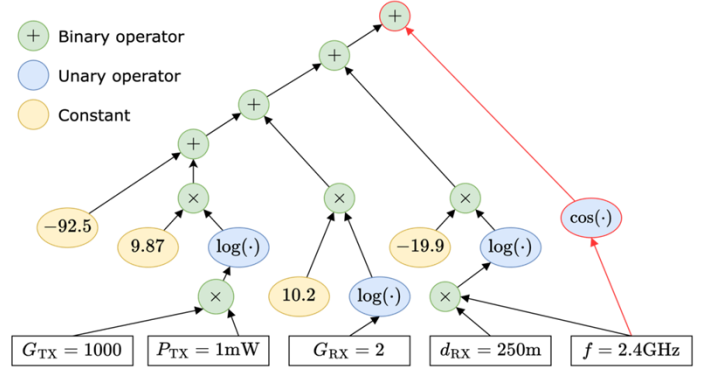 +
+ Binary operator
+
Unary operator
+
Constant
+
× × ×
−92.5 cos(·)
9.87 log(·) −19.9 log(·)
× 10.2 log(·) ×
G_TX = 1000 P_TX = 1mW G_RX = 2 d_RX = 250m f = 2.4GHz